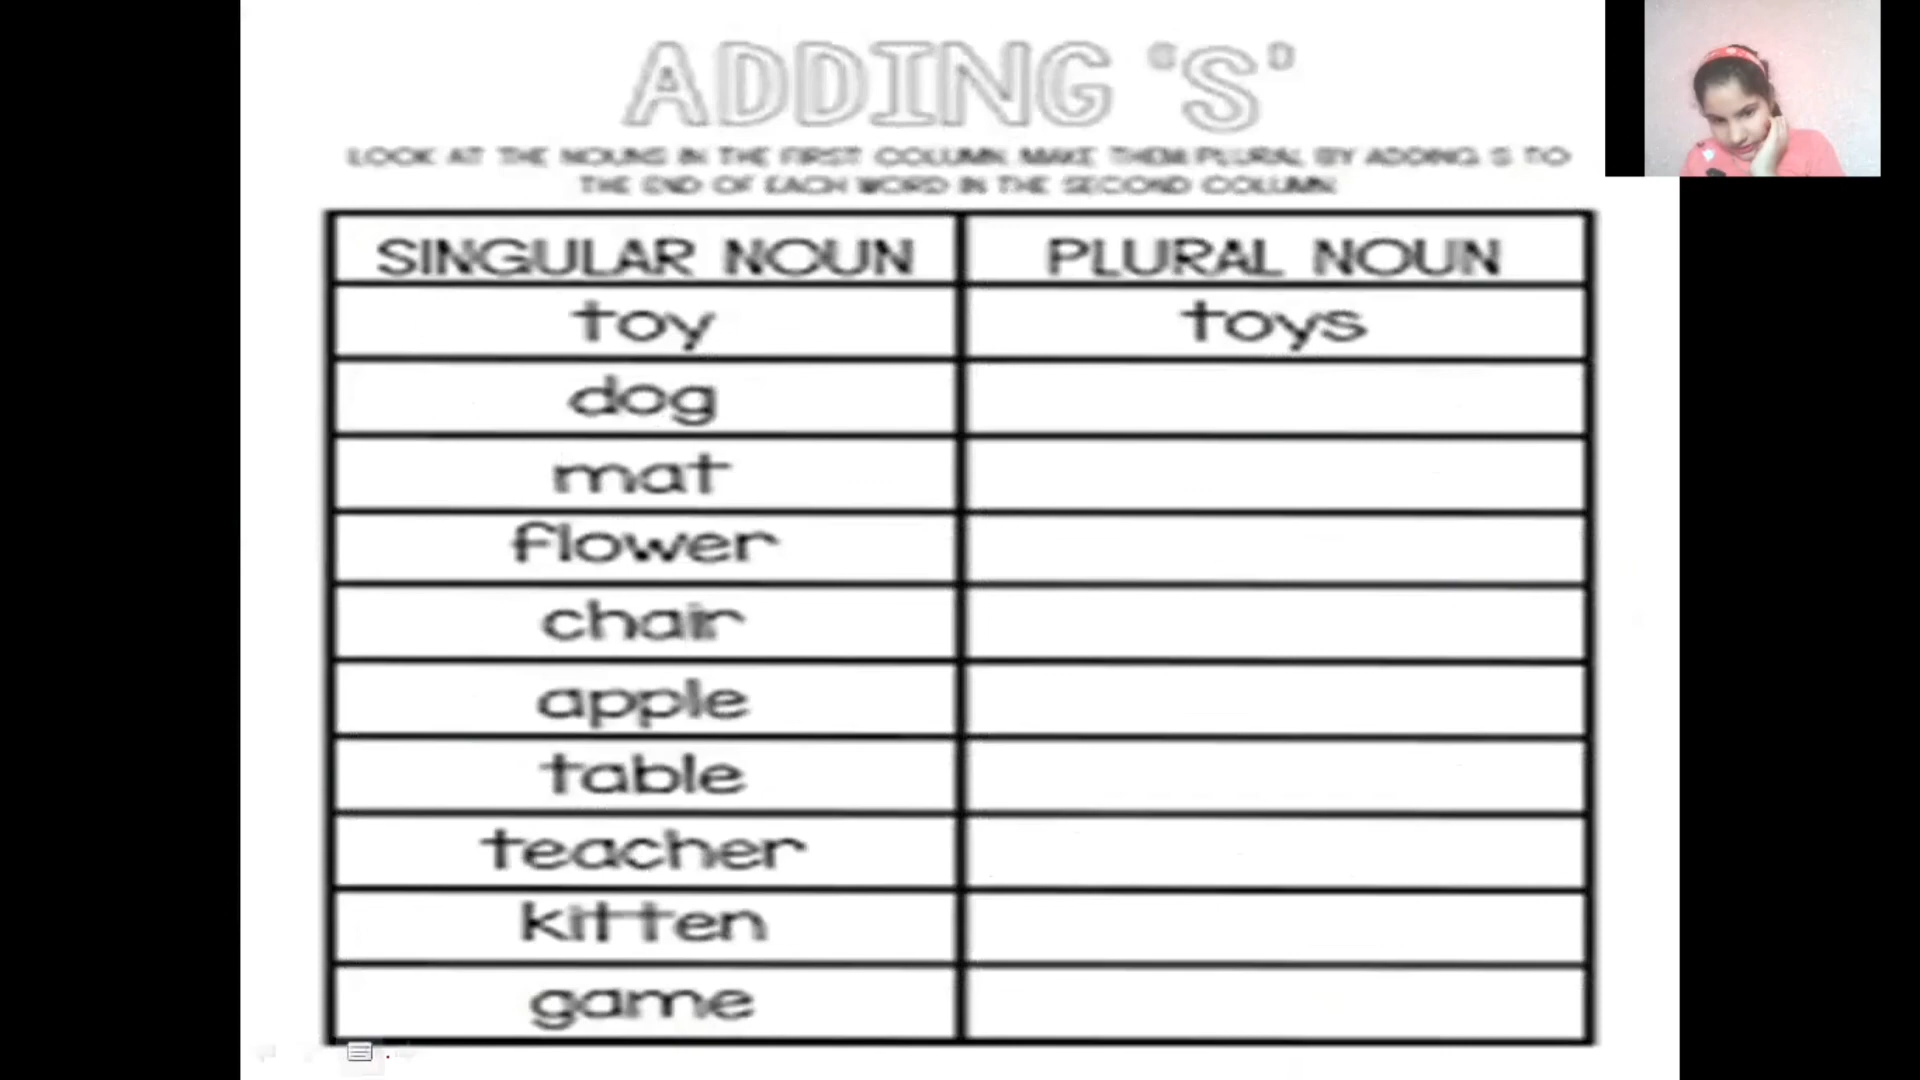 ADDING 'S'
LOOK AT THE NOUNS IN THE FIRST COLUMN. MAKE THEM PLURAL BY ADDING S TO
THE END OF EACH WORD IN THE SECOND COLUMN.
SINGULAR NOUN PLURAL NOUN
toy toys
dog
mat
flower
chair
apple
table
teacher
kitten
game